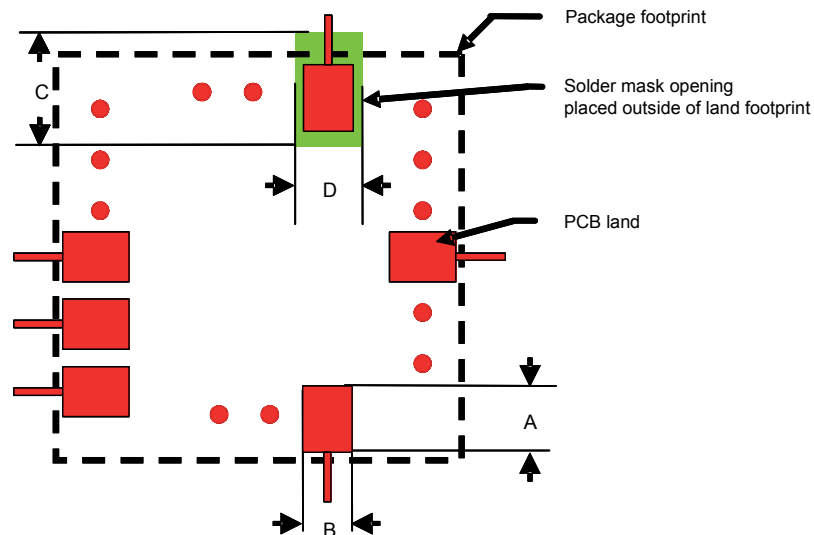 Package footprint
C
Solder mask opening
placed outside of land footprint
D
PCB land
A
B